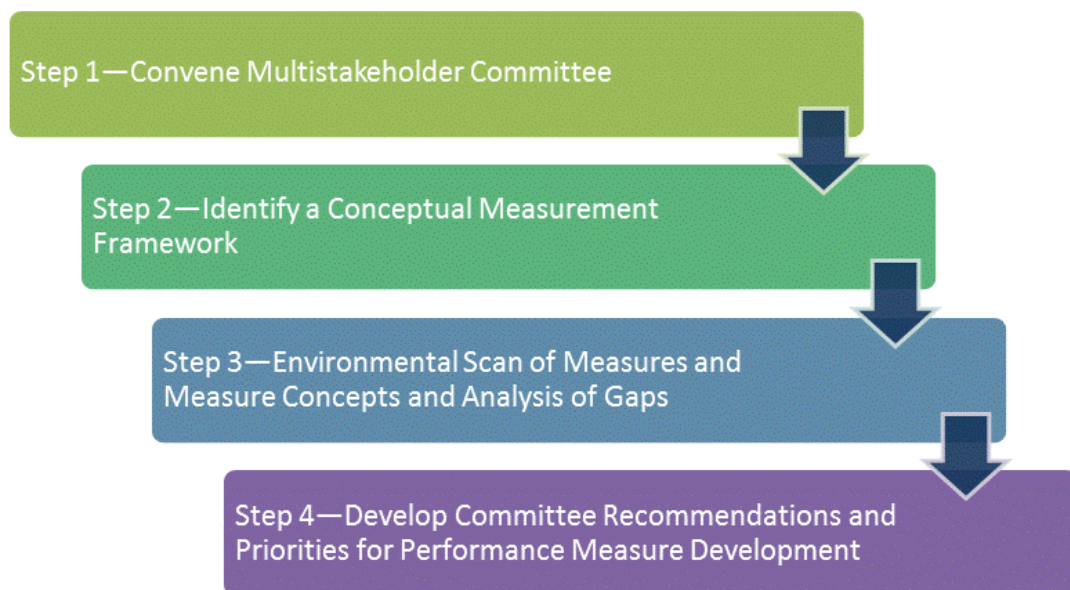 Step 1—Convene Multistakeholder Committee
Step 2—Identify a Conceptual Measurement
Framework
Step 3—Environmental Scan of Measures and
Measure Concepts and Analysis of Gaps
Step 4—Develop Committee Recommendations and
Priorities for Performance Measure Development